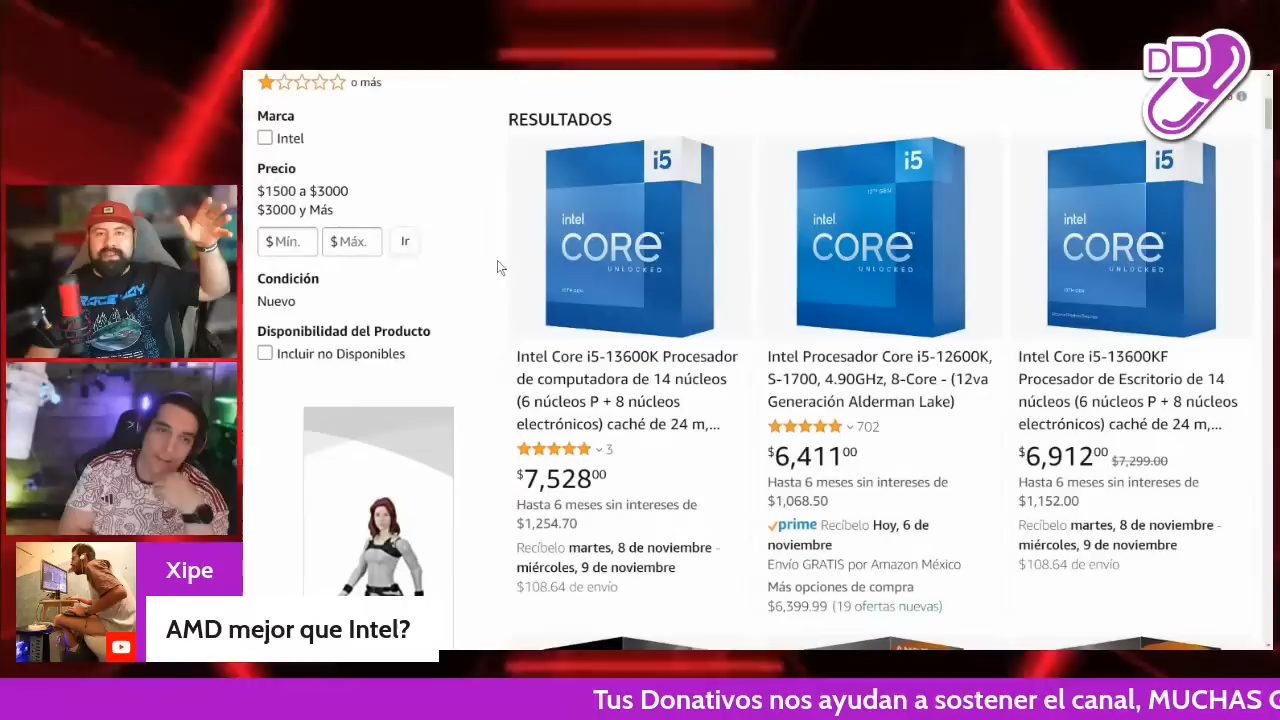 DD
o más
Marca
Intel
Precio
$1500 a $3000
$3000 y Más
$ Mín.
$ Máx.
Ir
Condición
Nuevo
Disponibilidad del Producto
Incluir no Disponibles
RESULTADOS
i5
intel
CORE
UNLOCKED
i5
intel.
CORE
UNLOCKED
i5
intel
CORE
UNLOCKED
Intel Core i5-13600K Procesador
de computadora de 14 núcleos
(6 núcleos P + 8 núcleos
electrónicos) caché de 24 m,...
3
$7,52800
Hasta 6 meses sin intereses de
$1,254.70
Recíbelo martes, 8 de noviembre -
miércoles, 9 de noviembre
$108.64 de envío
Intel Procesador Core i5-12600K,
S-1700, 4.90GHz, 8-Core - (12va
Generación Alderman Lake)
702
$6,41100
Hasta 6 meses sin intereses de
$1,068.50
prime Recíbelo Hoy, 6 de
noviembre
Envío GRATIS por Amazon México
Más opciones de compra
$6,399.99 (19 ofertas nuevas)
Intel Core i5-13600KF
Procesador de Escritorio de 14
núcleos (6 núcleos P + 8 núcleos
electrónicos) caché de 24 m,...
$6,91200 $7,299.00
Hasta 6 meses sin intereses de
$1,152.00
Recíbelo martes, 8 de noviembre -
miércoles, 9 de noviembre
$108.64 de envío
Xipe
AMD mejor que Intel?
Tus Donativos nos ayudan a sostener el canal, MUCHAS